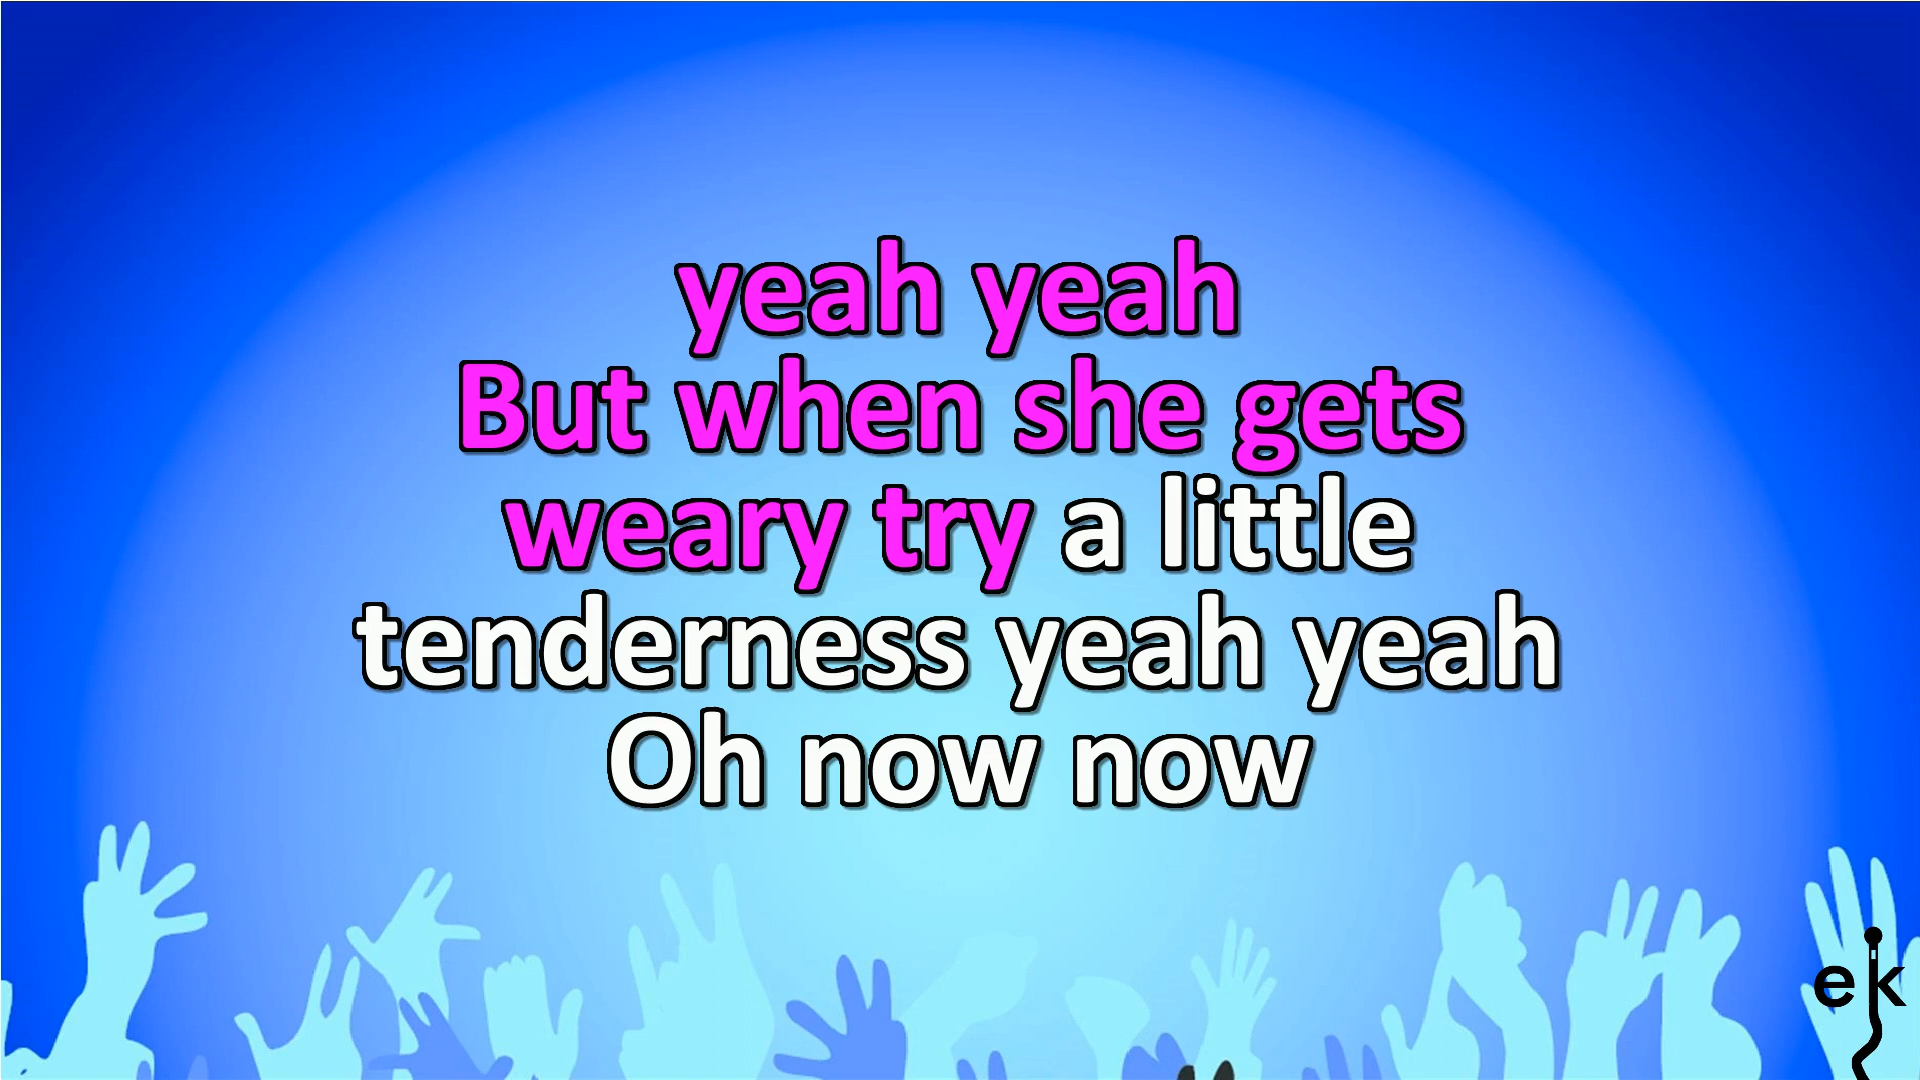 yeah yeah
But when she gets
weary try a little
tenderness yeah yeah
Oh now now
ek